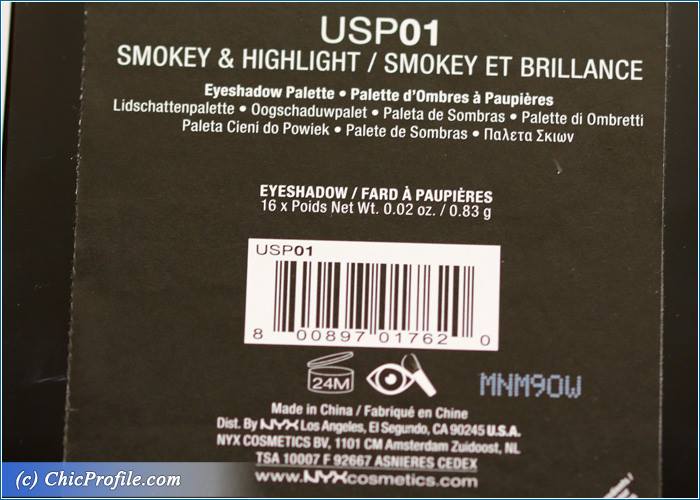 USP01
SMOKEY & HIGHLIGHT / SMOKEY ET BRILLANCE
Eyeshadow Palette • Palette d'Ombres à Paupières
Lidschattenpalette • Oogschaduwpalet • Paleta de Sombras • Palette di Ombretti
Paleta Cieni do Powiek • Palete de Sombras • Παλετα Σκιων
EYESHADOW / FARD À PAUPIÈRES
16 x Poids Net Wt. 0.02 oz. / 0.83 g
USP01
8 00897 01762 0
24M
MNM90W
Made in China / Fabriqué en Chine
Dist. By NYX Los Angeles, El Segundo, CA 90245 U.S.A.
NYX COSMETICS BV, 1101 CM Amsterdam Zuidoost, NL
TSA 10007 F 92667 ASNIERES CEDEX
www.NYXcosmetics.com
(c) ChicProfile.com